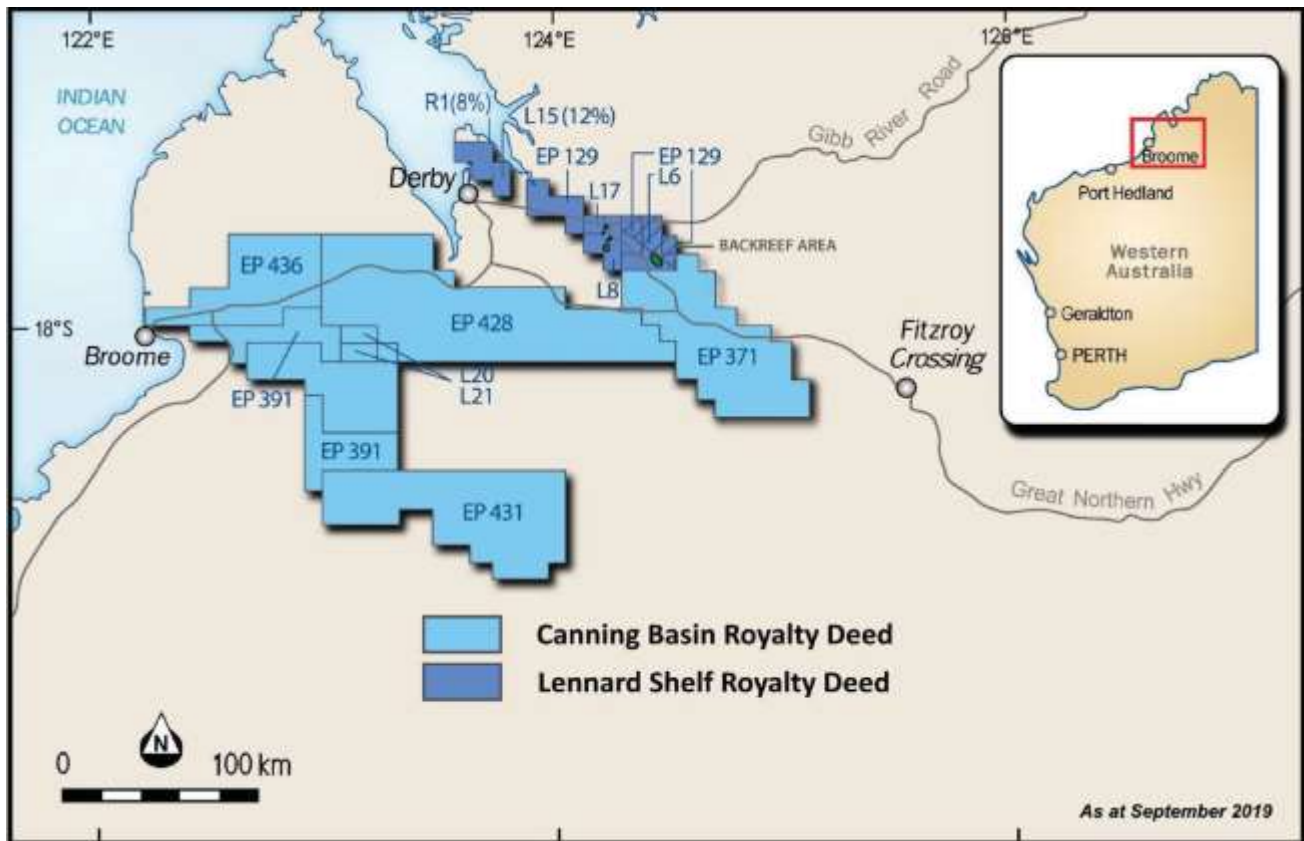 122°E
124°E
126°E
INDIAN
OCEAN
R1(8%)
L15 (12%)
EP 129
EP 129
L6
L17
Derby
Gibb River Road
BACKREEF AREA
L8
EP 436
EP 428
18°S
Broome
EP 371
Fitzroy
Crossing
L20
L21
EP 391
EP 391
EP 431
Great Northern Hwy
Broome
Port Hedland
Western
Australia
Geraldton
PERTH
Canning Basin Royalty Deed
Lennard Shelf Royalty Deed
N
0 100 km
As at September 2019